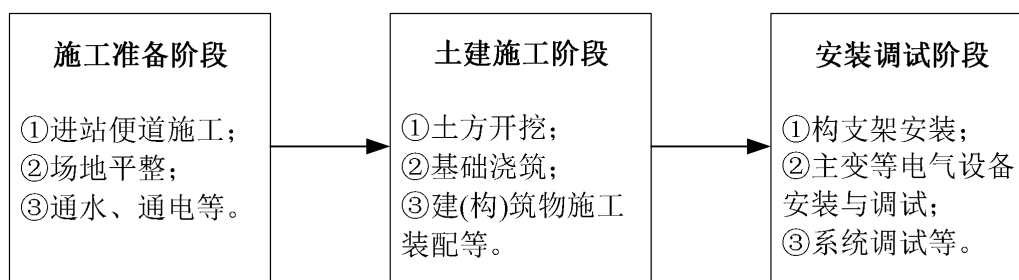 施工准备阶段
①进站便道施工；
②场地平整；
③通水、通电等。
土建施工阶段
①土方开挖；
②基础浇筑；
③建(构)筑物施工
装配等。
安装调试阶段
①构支架安装；
②主变等电气设备
安装与调试；
③系统调试等。